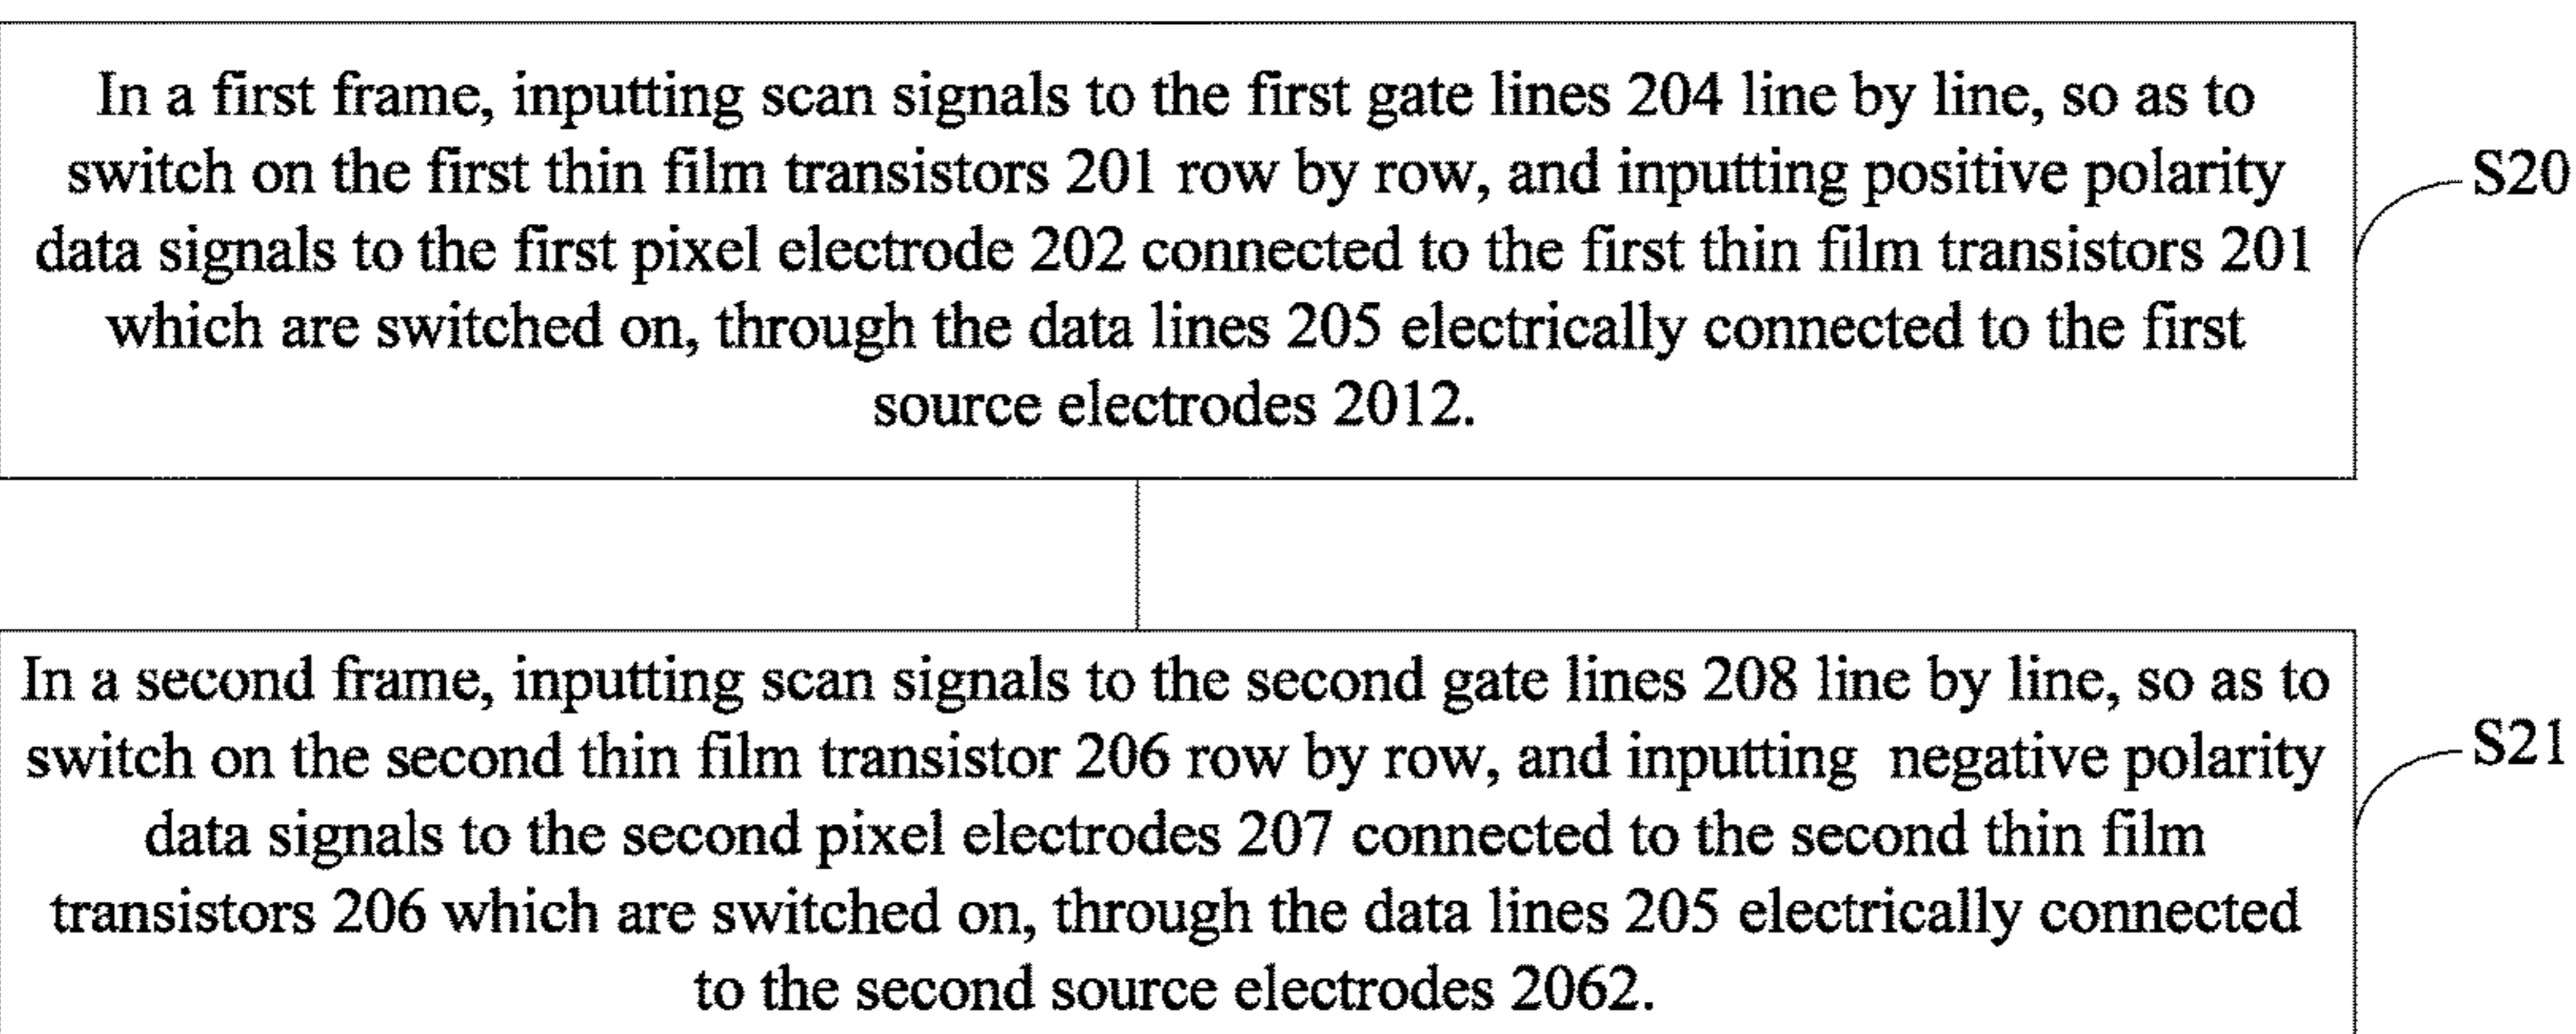 In a first frame, inputting scan signals to the first gate lines 204 line by line, so as to
switch on the first thin film transistors 201 row by row, and inputting positive polarity
data signals to the first pixel electrode 202 connected to the first thin film transistors 201
which are switched on, through the data lines 205 electrically connected to the first
source electrodes 2012.
S20
In a second frame, inputting scan signals to the second gate lines 208 line by line, so as to
switch on the second thin film transistor 206 row by row, and inputting negative polarity
data signals to the second pixel electrodes 207 connected to the second thin film
transistors 206 which are switched on, through the data lines 205 electrically connected
to the second source electrodes 2062.
S21